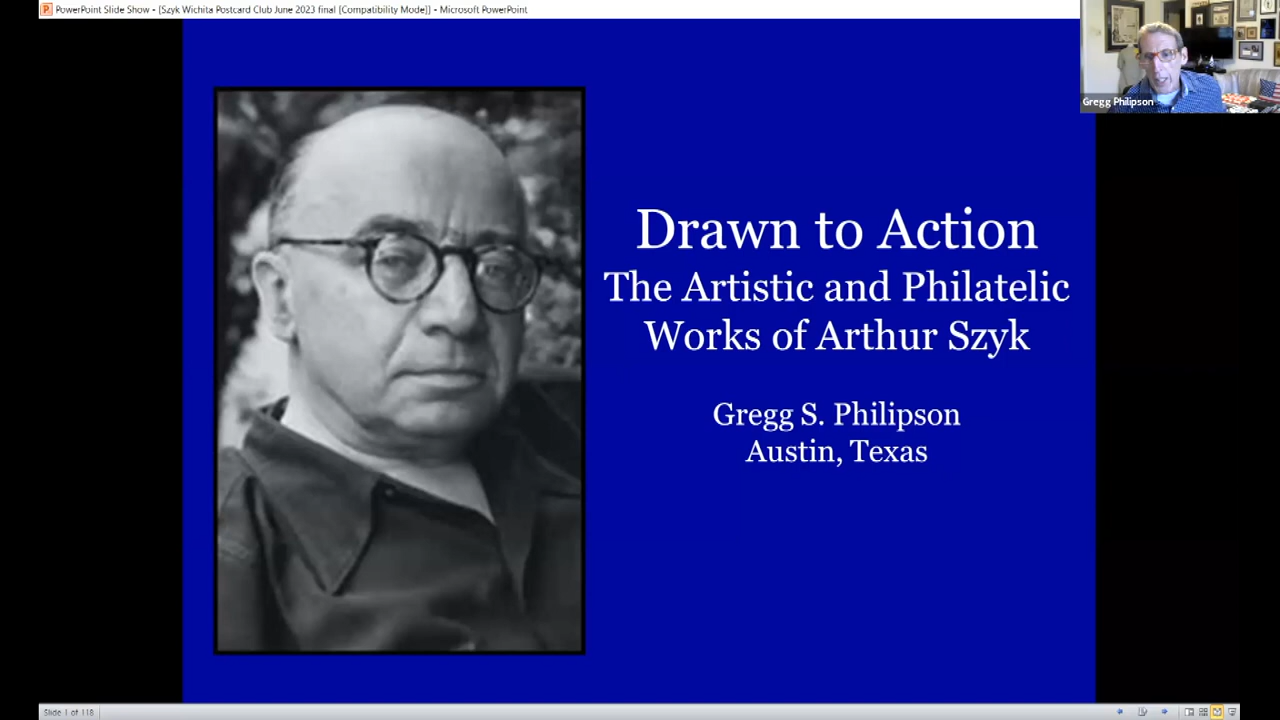 PowerPoint Slide Show - [Szyk Wichita Postcard Club June 2023 final [Compatibility Mode]] - Microsoft PowerPoint
Gregg Philipson
Drawn to Action
The Artistic and Philatelic
Works of Arthur Szyk
Gregg S. Philipson
Austin, Texas
Slide 1 of 118